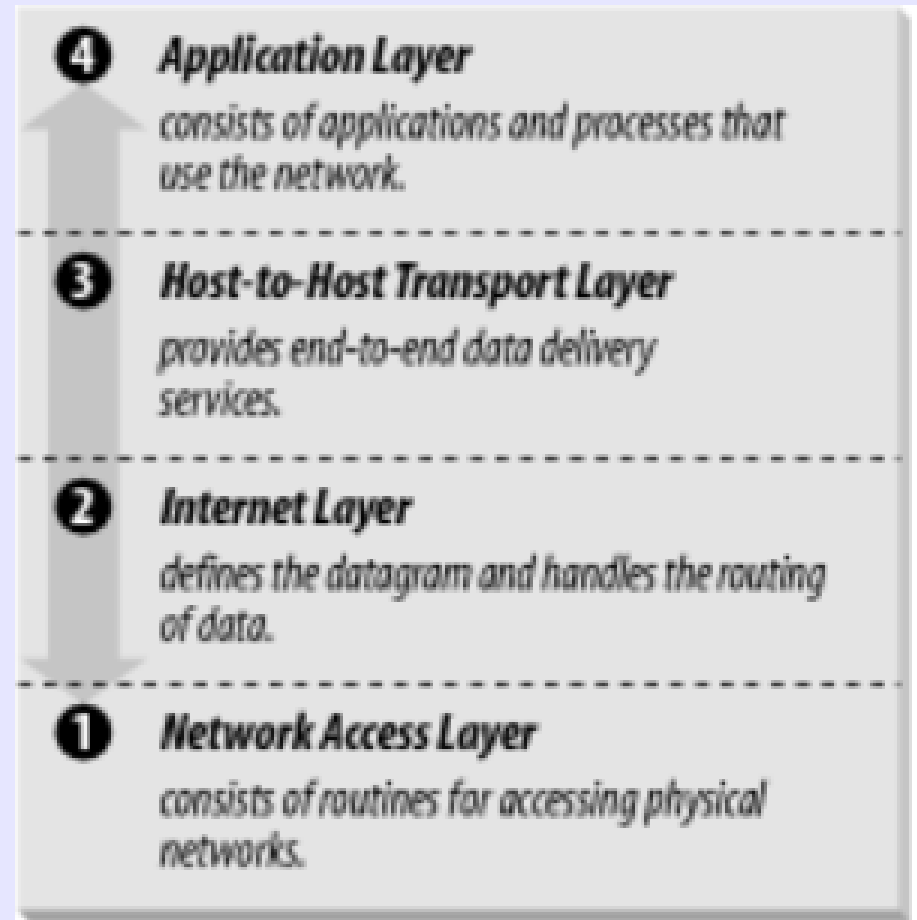 4 Application Layer
consists of applications and processes that
use the network.
3 Host-to-Host Transport Layer
provides end-to-end data delivery
services.
2 Internet Layer
defines the datagram and handles the routing
of data.
1 Network Access Layer
consists of routines for accessing physical
networks.